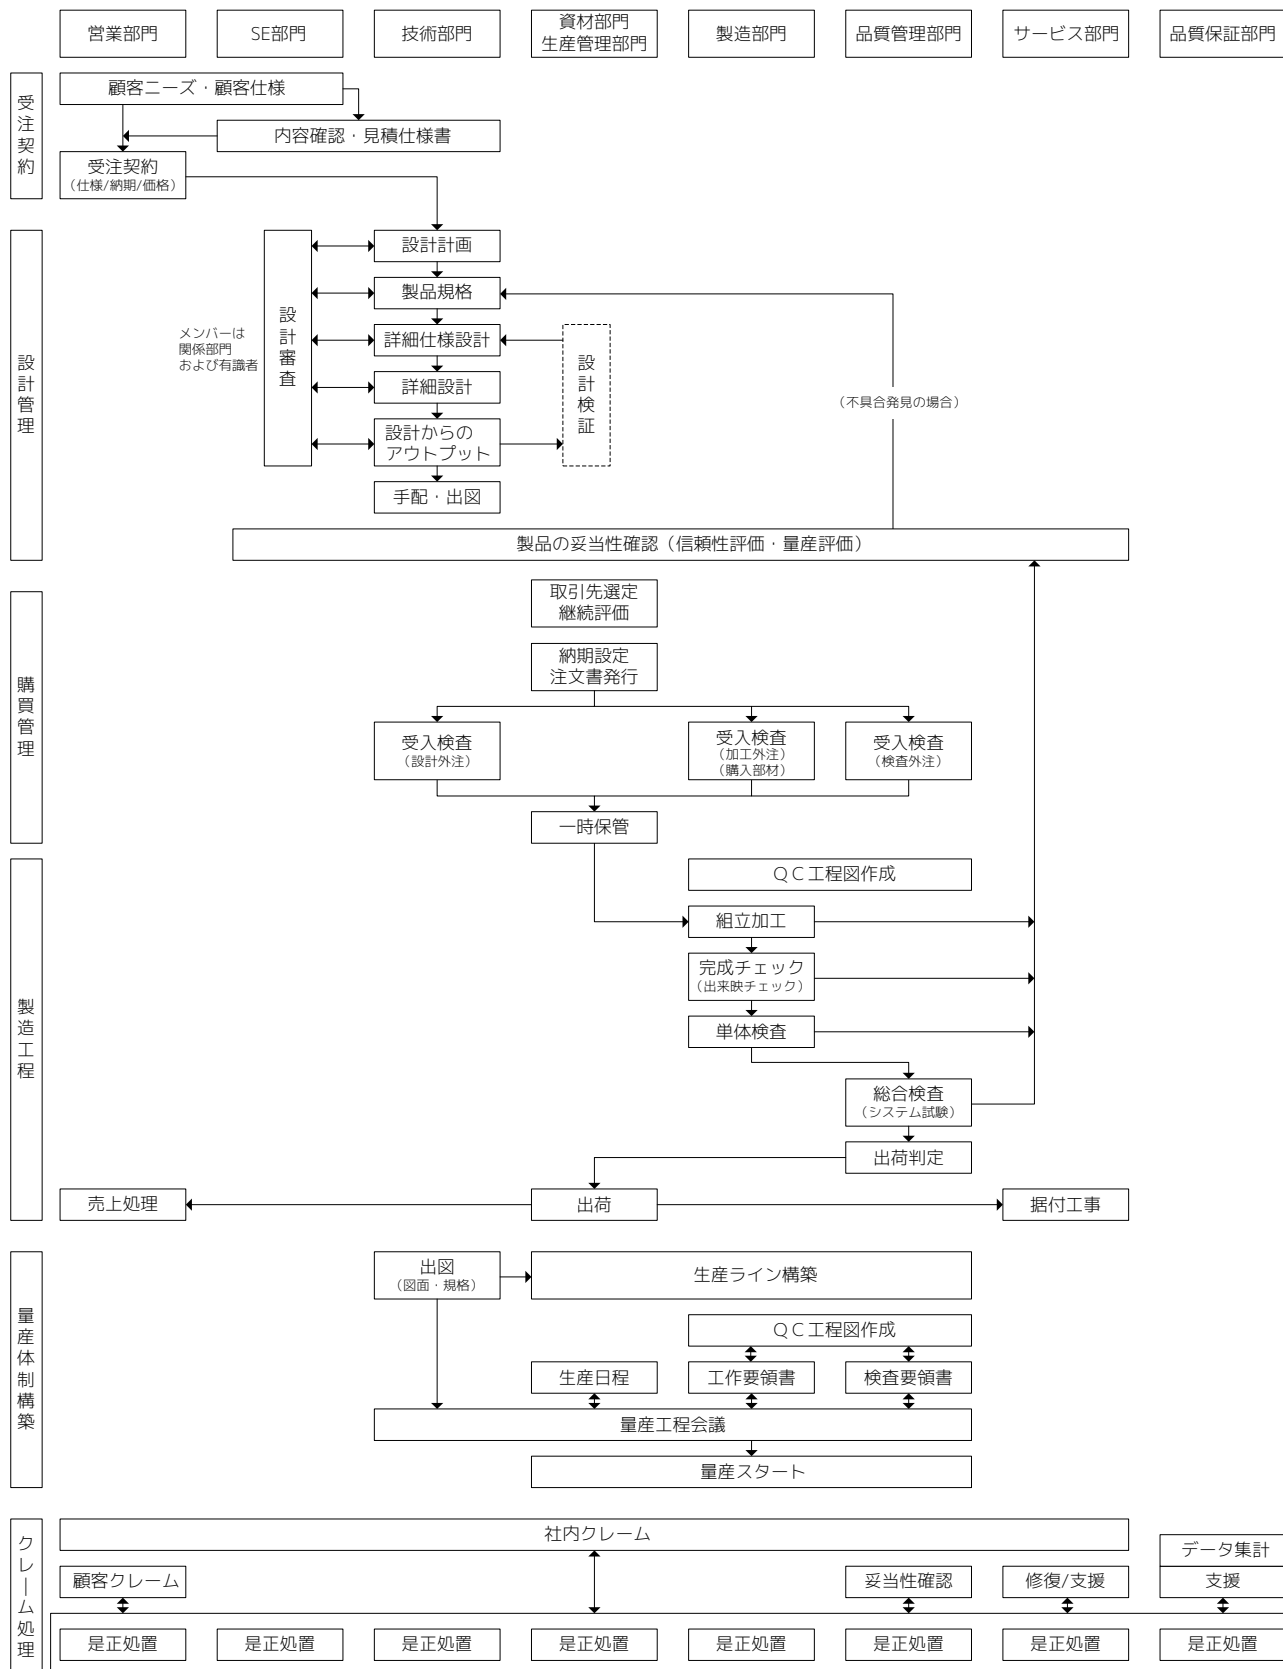 営業部門
SE部門
技術部門
資材部門
生産管理部門
製造部門
品質管理部門
サービス部門
品質保証部門
受注契約
顧客ニーズ・顧客仕様
内容確認・見積仕様書
受注契約
（仕様/納期/価格）
設計管理
設計審査
メンバーは
関係部門
および有識者
設計計画
製品規格
詳細仕様設計
詳細設計
設計からの
アウトプット
手配・出図
設計検証
（不具合発見の場合）
製品の妥当性確認（信頼性評価・量産評価）
購買管理
取引先選定
継続評価
納期設定
注文書発行
受入検査
（設計外注）
受入検査
（加工外注）
（購入部材）
受入検査
（検査外注）
一時保管
製造工程
ＱＣ工程図作成
組立加工
完成チェック
（出来映チェック）
単体検査
総合検査
（システム試験）
出荷判定
売上処理
出荷
据付工事
量産体制構築
出図
（図面・規格）
生産ライン構築
ＱＣ工程図作成
生産日程
工作要領書
検査要領書
量産工程会議
量産スタート
クレーム処理
社内クレーム
データ集計
顧客クレーム
妥当性確認
修復/支援
支援
是正処置
是正処置
是正処置
是正処置
是正処置
是正処置
是正処置
是正処置